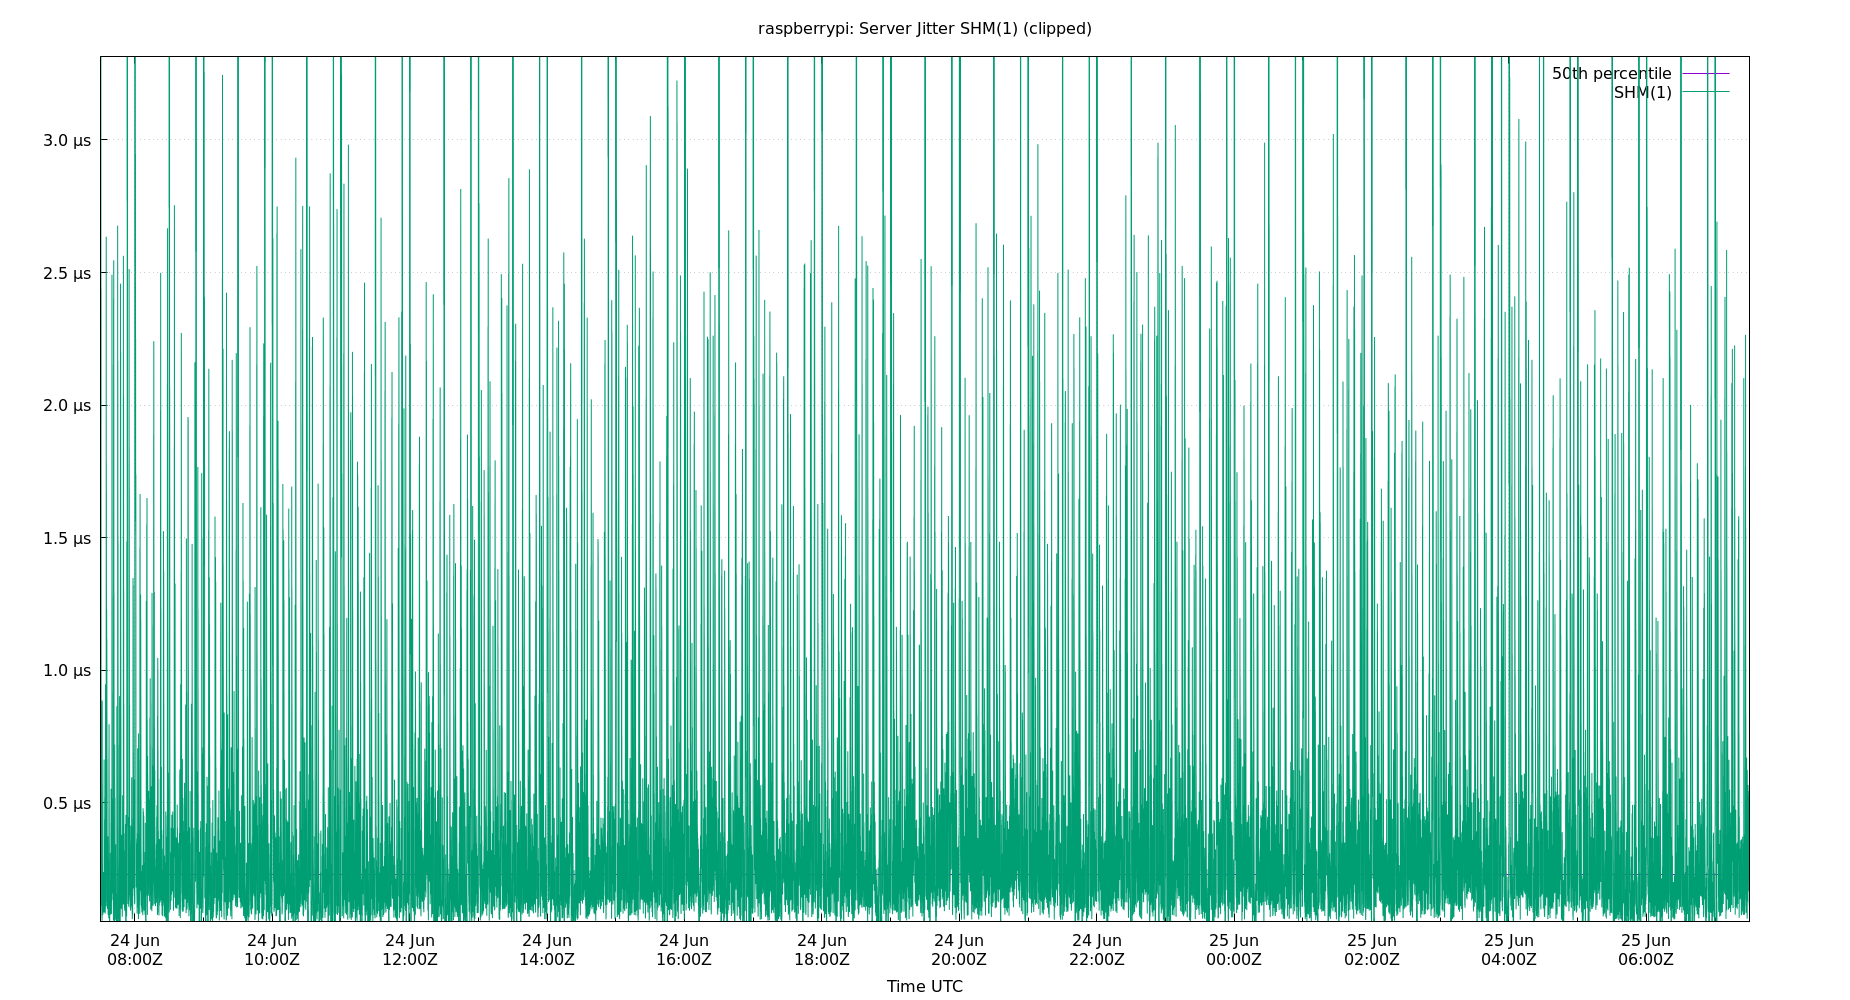 raspberrypi: Server Jitter SHM(1) (clipped)
50th percentile
SHM(1)
3.0 µs
2.5 µs
2.0 µs
1.5 µs
1.0 µs
0.5 µs
24 Jun 24 Jun 24 Jun 24 Jun 24 Jun 24 Jun 24 Jun 24 Jun 25 Jun 25 Jun 25 Jun 25 Jun
08:00Z 10:00Z 12:00Z 14:00Z 16:00Z 18:00Z 20:00Z 22:00Z 00:00Z 02:00Z 04:00Z 06:00Z
Time UTC